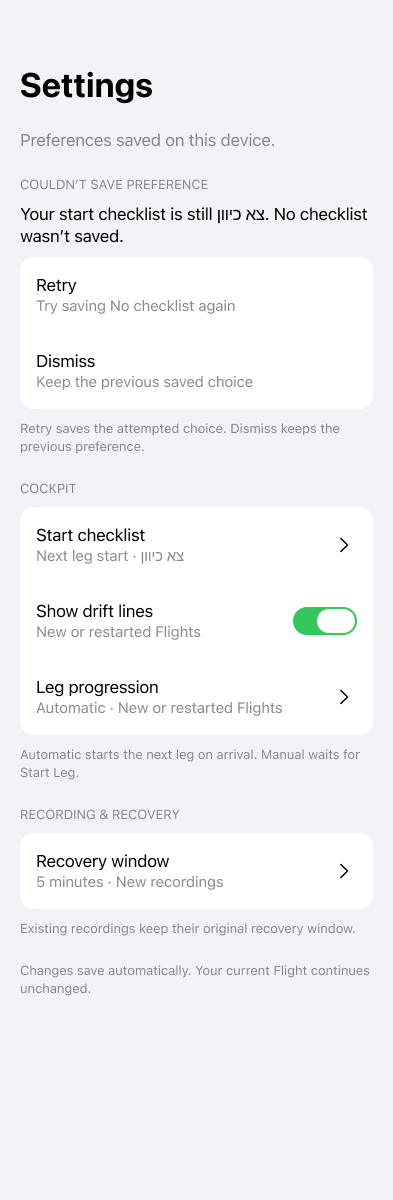 Settings
Preferences saved on this device.
COULDN'T SAVE PREFERENCE
Your start checklist is still צא כיוון. No checklist
wasn't saved.
Retry
Try saving No checklist again
Dismiss
Keep the previous saved choice
Retry saves the attempted choice. Dismiss keeps the
previous preference.
COCKPIT
Start checklist
Next leg start · צא כיוון
Show drift lines
New or restarted Flights
Leg progression
Automatic · New or restarted Flights
Automatic starts the next leg on arrival. Manual waits for
Start Leg.
RECORDING & RECOVERY
Recovery window
5 minutes · New recordings
Existing recordings keep their original recovery window.
Changes save automatically. Your current Flight continues
unchanged.